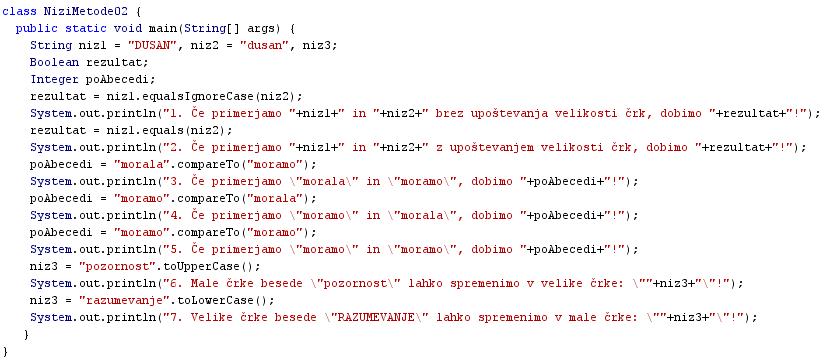 class NiziMetode02 {
public static void main(String[] args) {
String niz1 = "DUSAN", niz2 = "dusan", niz3;
Boolean rezultat;
Integer poAbecedi;
rezultat = niz1.equalsIgnoreCase(niz2);
System.out.println("1. Če primerjamo "+niz1+" in "+niz2+" brez upoštevanja velikosti črk, dobimo "+rezultat+"!");
rezultat = niz1.equals(niz2);
System.out.println("2. Če primerjamo "+niz1+" in "+niz2+" z upoštevanjem velikosti črk, dobimo "+rezultat+"!");
poAbecedi = "morala".compareTo("moramo");
System.out.println("3. Če primerjamo \"morala\" in \"moramo\", dobimo "+poAbecedi+"!");
poAbecedi = "moramo".compareTo("morala");
System.out.println("4. Če primerjamo \"moramo\" in \"morala\", dobimo "+poAbecedi+"!");
poAbecedi = "moramo".compareTo("moramo");
System.out.println("5. Če primerjamo \"moramo\" in \"moramo\", dobimo "+poAbecedi+"!");
niz3 = "pozornost".toUpperCase();
System.out.println("6. Male črke besede \"pozornost\" lahko spremenimo v velike črke: \""+niz3+"\"!");
niz3 = "razumevanje".toLowerCase();
System.out.println("7. Velike črke besede \"RAZUMEVANJE\" lahko spremenimo v male črke: \""+niz3+"\"!");
}
}